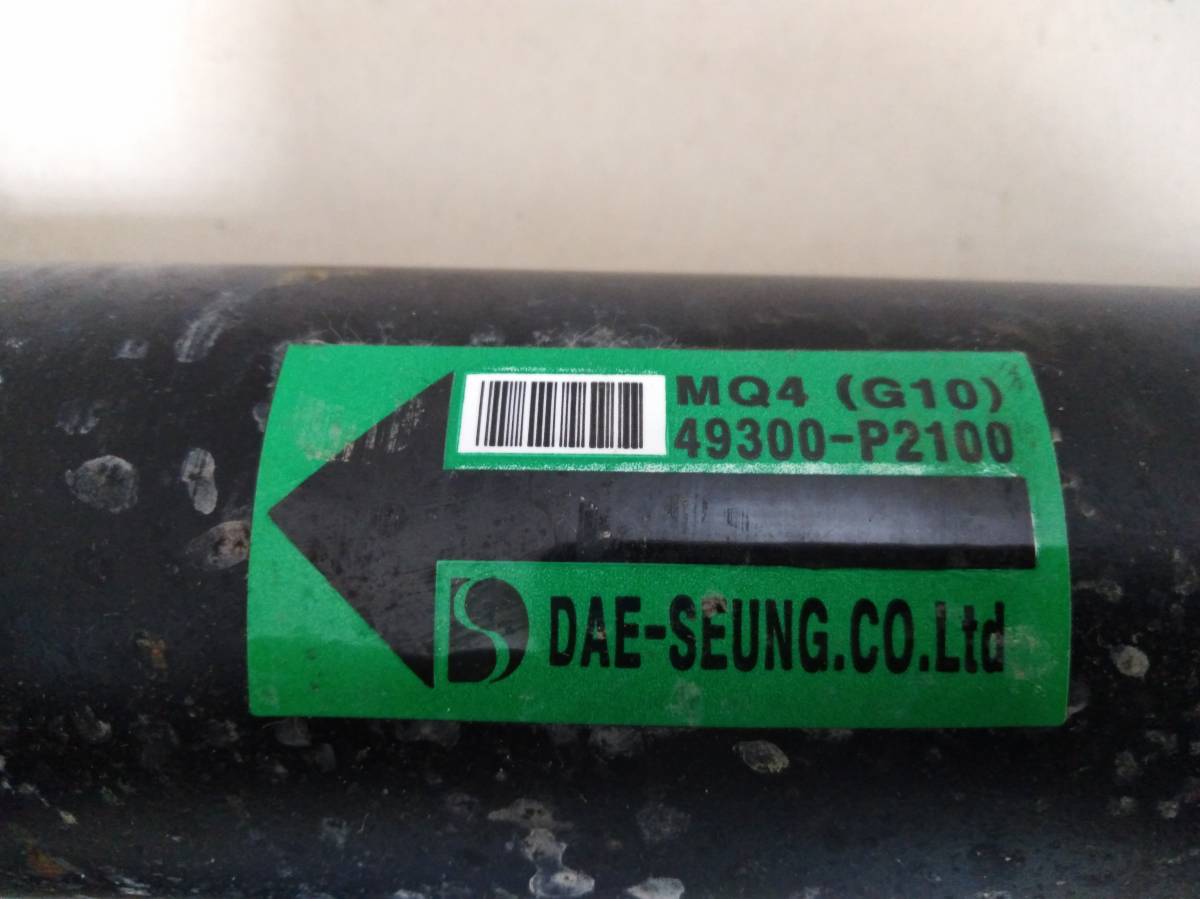 MQ4 (G10)
49300-P2100
DAE-SEUNG.CO.Ltd